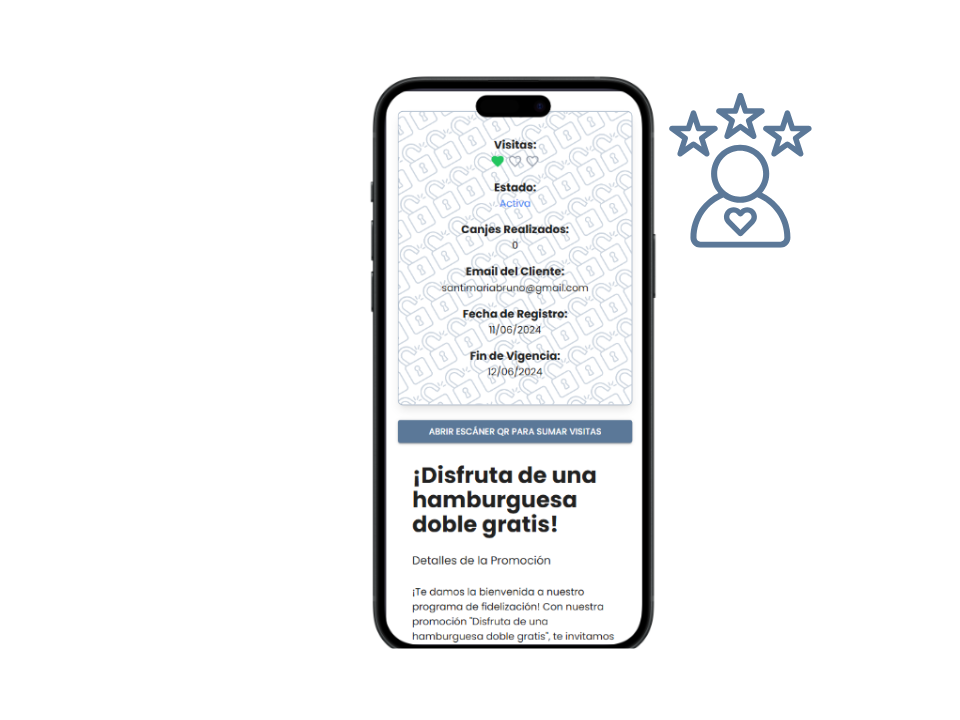 Visitas:
Estado:
Activa
Canjes Realizados:
0
Email del Cliente:
santimariabruno@gmail.com
Fecha de Registro:
11/06/2024
Fin de Vigencia:
12/06/2024
ABRIR ESCÁNER QR PARA SUMAR VISITAS
¡Disfruta de una
hamburguesa
doble gratis!
Detalles de la Promoción
¡Te damos la bienvenida a nuestro
programa de fidelización! Con nuestra
promoción "Disfruta de una
hamburguesa doble gratis", te invitamos